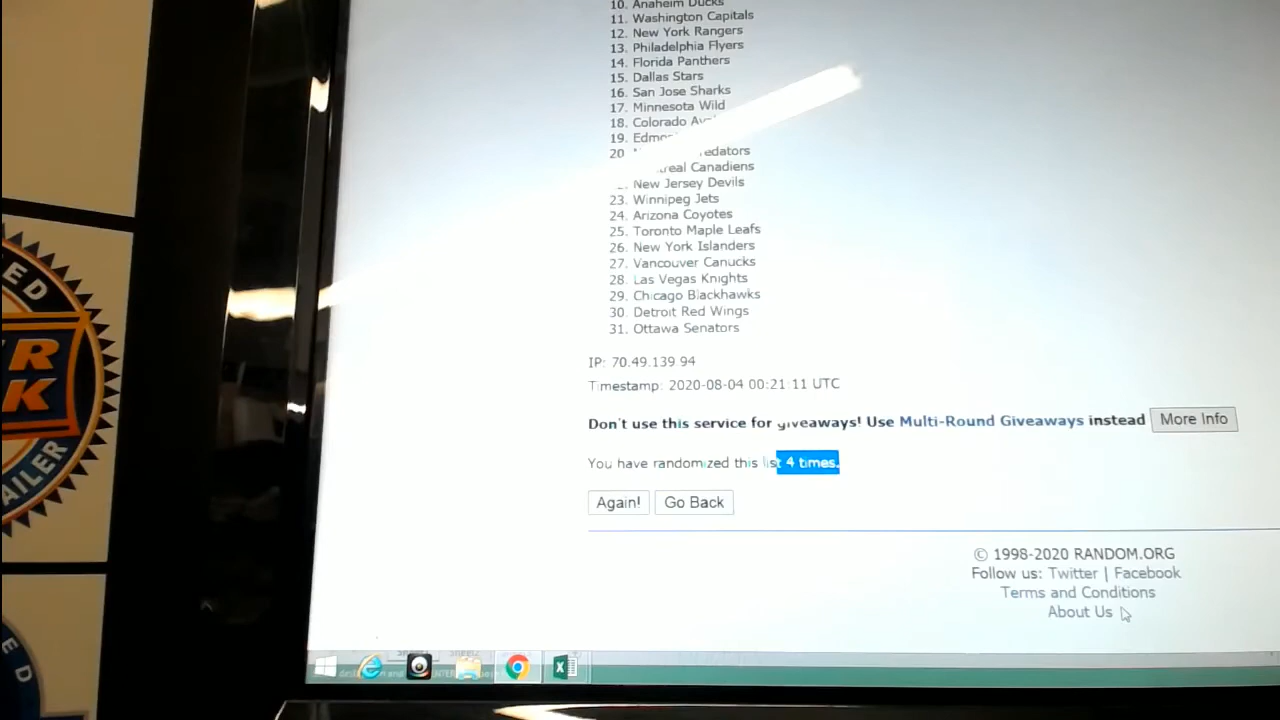 10. Anaheim Ducks
11. Washington Capitals
12. New York Rangers
13. Philadelphia Flyers
14. Florida Panthers
15. Dallas Stars
16. San Jose Sharks
17. Minnesota Wild
18. Colorado
19.
20 redators
real Canadiens
New Jersey Devils
23. Winnipeg Jets
24. Arizona Coyotes
25. Toronto Maple Leafs
26. New York Islanders
27. Vancouver Canucks
28. Las Vegas Knights
29. Chicago Blackhawks
30. Detroit Red Wings
31. Ottawa Senators
IP: 70.49.139 94
Timestamp: 2020-08-04 00:21:11 UTC
Don't use this service for giveaways! Use Multi-Round Giveaways instead More Info
You have randomized this list 4 times.
Again! Go Back
© 1998-2020 RANDOM.ORG
Follow us: Twitter | Facebook
Terms and Conditions
About Us
ED
R
K
AILER
ED